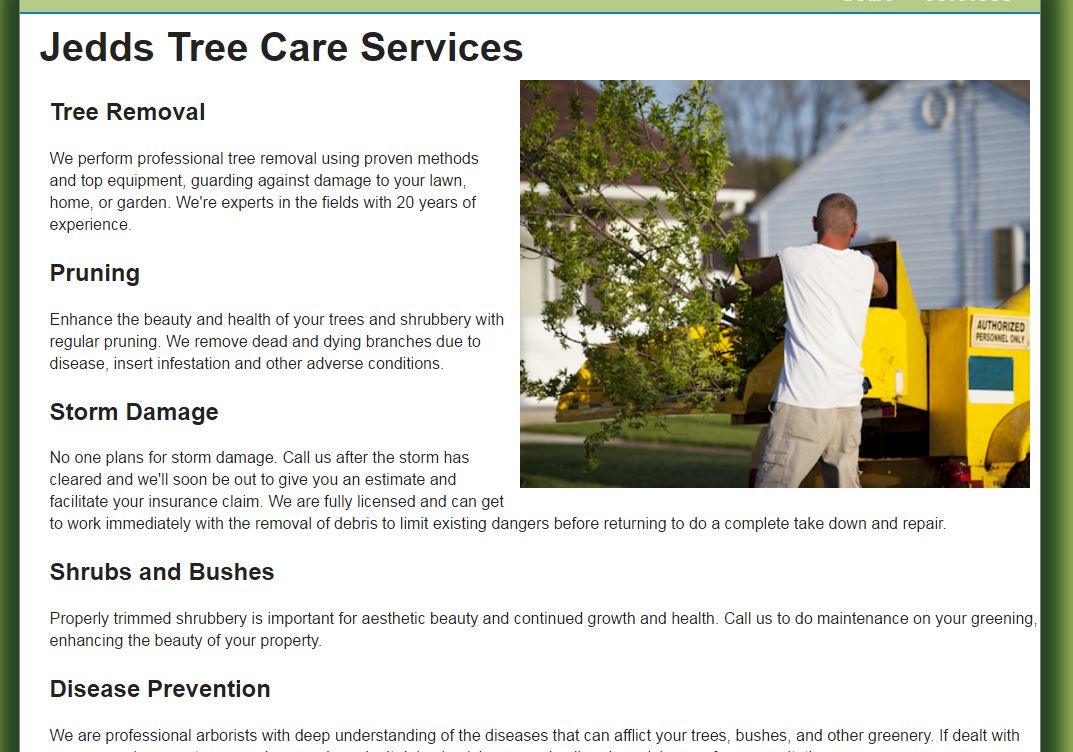 Jedds Tree Care Services
Tree Removal
We perform professional tree removal using proven methods
and top equipment, guarding against damage to your lawn,
home, or garden. We're experts in the fields with 20 years of
experience.
AUTHORIZED
PERSONNEL ONLY
Pruning
Enhance the beauty and health of your trees and shrubbery with
regular pruning. We remove dead and dying branches due to
disease, insert infestation and other adverse conditions.
Storm Damage
No one plans for storm damage. Call us after the storm has
cleared and we'll soon be out to give you an estimate and
facilitate your insurance claim. We are fully licensed and can get
to work immediately with the removal of debris to limit existing dangers before returning to do a complete take down and repair.
Shrubs and Bushes
Properly trimmed shrubbery is important for aesthetic beauty and continued growth and health. Call us to do maintenance on your greening,
enhancing the beauty of your property.
Disease Prevention
We are professional arborists with deep understanding of the diseases that can afflict your trees, bushes, and other greenery. If dealt with